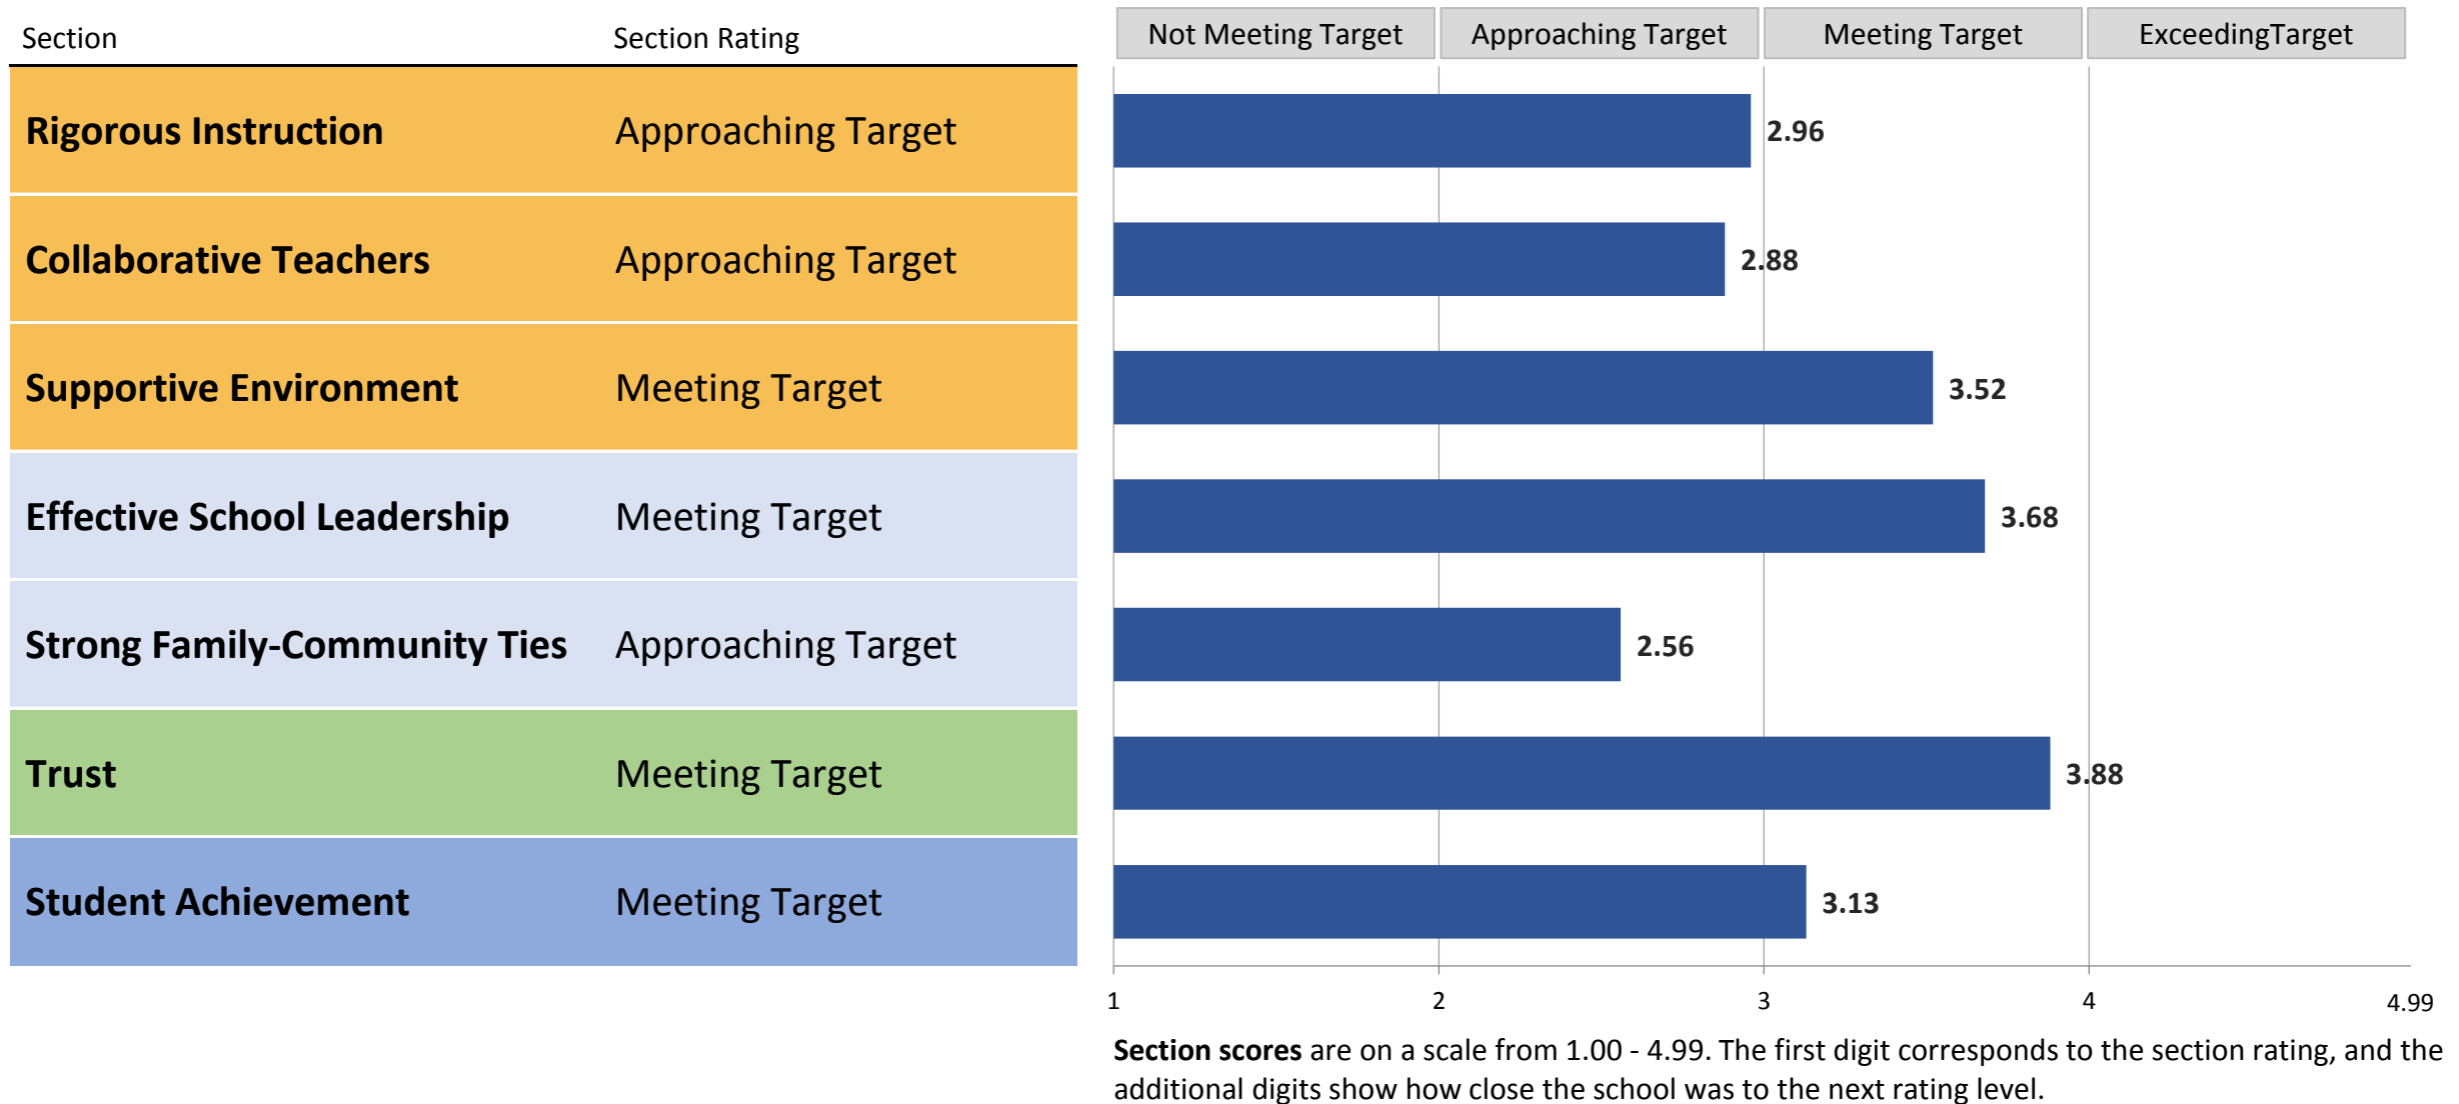 Section Section Rating Not Meeting Target Approaching Target Meeting Target ExceedingTarget
Rigorous Instruction Approaching Target 2.96
Collaborative Teachers Approaching Target 2.88
Supportive Environment Meeting Target 3.52
Effective School Leadership Meeting Target 3.68
Strong Family-Community Ties Approaching Target 2.56
Trust Meeting Target 3.88
Student Achievement Meeting Target 3.13
1 2 3 4 4.99
Section scores are on a scale from 1.00 - 4.99. The first digit corresponds to the section rating, and the
additional digits show how close the school was to the next rating level.